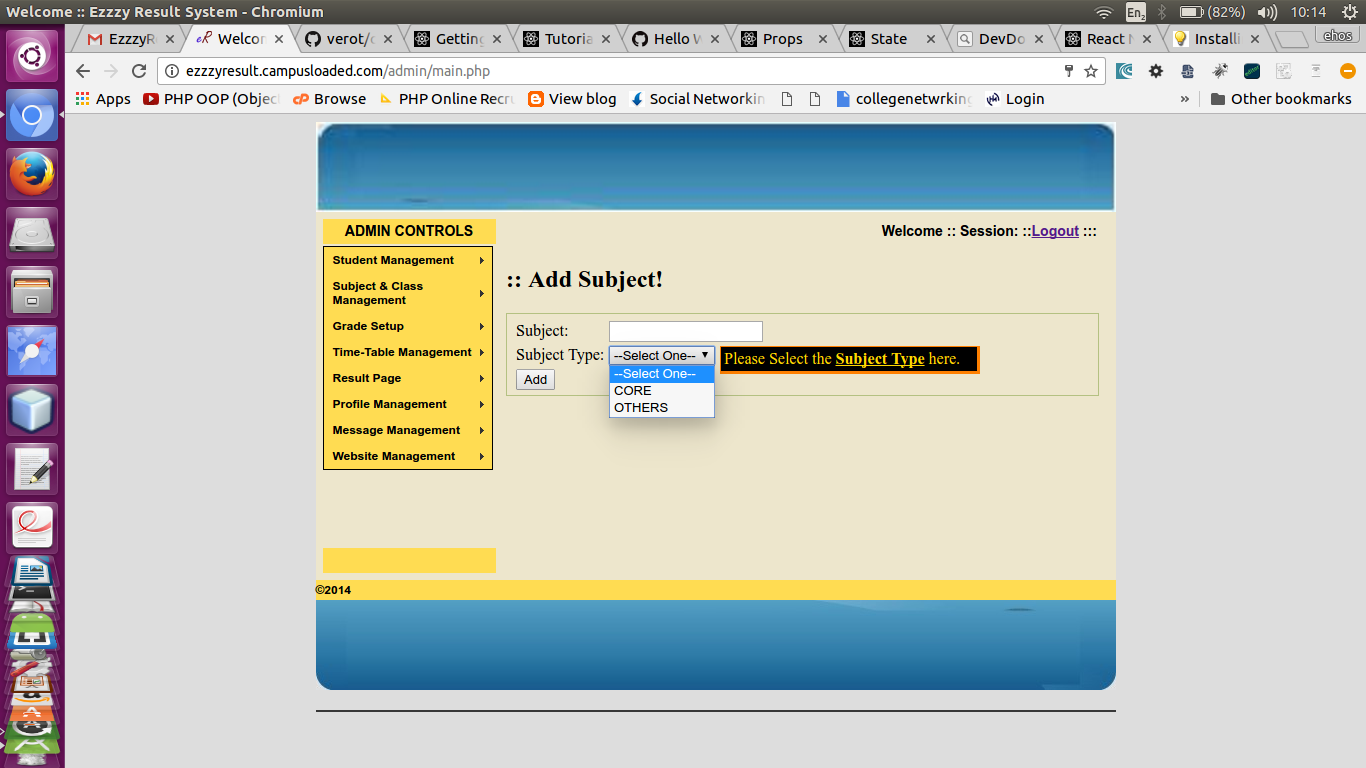 Welcome :: Ezzzy Result System - Chromium
En2
(82%)
10:14
EzzzyR
Welcon
verot/c
Getting
Tutoria
Hello W
Props
State
DevDo
React N
Installi
ehos
ezzzyresult.campusloaded.com/admin/main.php
Apps
PHP OOP (Objec
Browse
PHP Online Recru
View blog
Social Networkin
collegenetwrking
Login
»
Other bookmarks
ADMIN CONTROLS
Welcome :: Session: ::Logout :::
Student Management
Subject & Class
Management
Grade Setup
Time-Table Management
Result Page
Profile Management
Message Management
Website Management
:: Add Subject!
Subject:
Subject Type:
--Select One--
Please Select the Subject Type here.
--Select One--
CORE
OTHERS
Add
©2014